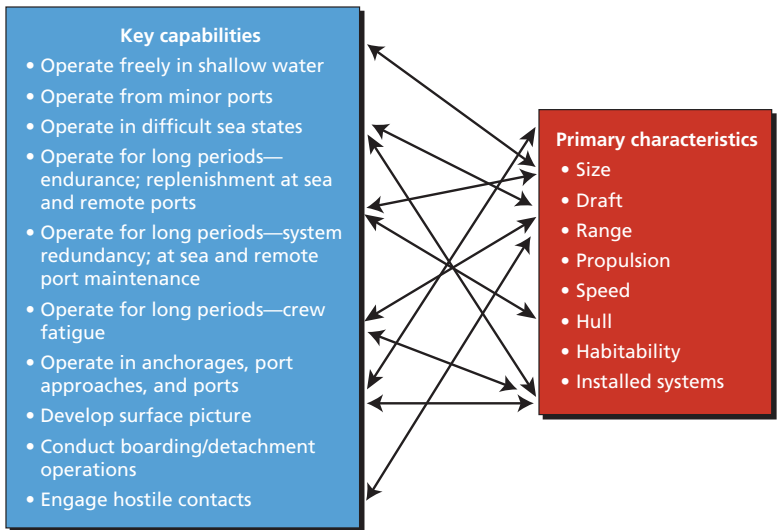 Key capabilities
• Operate freely in shallow water
• Operate from minor ports
• Operate in difficult sea states
• Operate for long periods—
endurance; replenishment at sea
and remote ports
• Operate for long periods—system
redundancy; at sea and remote
port maintenance
• Operate for long periods—crew
fatigue
• Operate in anchorages, port
approaches, and ports
• Develop surface picture
• Conduct boarding/detachment
operations
• Engage hostile contacts
Primary characteristics
• Size
• Draft
• Range
• Propulsion
• Speed
• Hull
• Habitability
• Installed systems